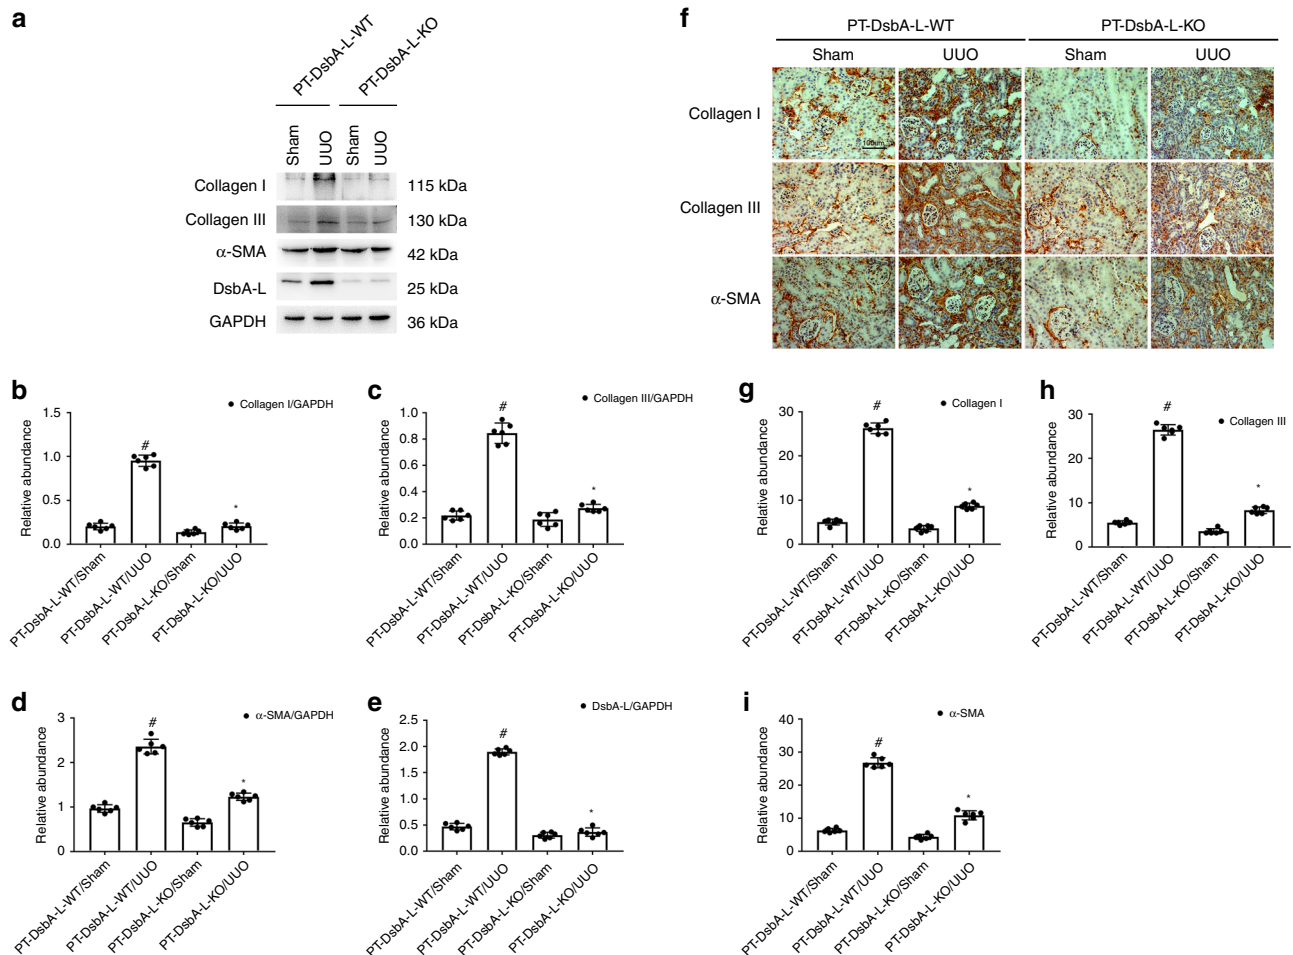 a
PT-DsbA-L-WT
PT-DsbA-L-KO
Sham
UUO
Sham
UUO
Collagen I
115 kDa
Collagen III
130 kDa
α-SMA
42 kDa
DsbA-L
25 kDa
GAPDH
36 kDa
f
PT-DsbA-L-WT
PT-DsbA-L-KO
Sham
UUO
Sham
UUO
Collagen I
100um
Collagen III
α-SMA
b
Collagen I/GAPDH
Relative abundance
1.5
1.0
0.5
0.0
#
*
PT-DsbA-L-WT/Sham
PT-DsbA-L-WT/UUO
PT-DsbA-L-KO/Sham
PT-DsbA-L-KO/UUO
c
Collagen III/GAPDH
Relative abundance
1.0
0.8
0.6
0.4
0.2
0.0
#
*
PT-DsbA-L-WT/Sham
PT-DsbA-L-WT/UUO
PT-DsbA-L-KO/Sham
PT-DsbA-L-KO/UUO
g
Collagen I
Relative abundance
30
20
10
0
#
*
PT-DsbA-L-WT/Sham
PT-DsbA-L-WT/UUO
PT-DsbA-L-KO/Sham
PT-DsbA-L-KO/UUO
h
Collagen III
Relative abundance
30
20
10
0
#
*
PT-DsbA-L-WT/Sham
PT-DsbA-L-WT/UUO
PT-DsbA-L-KO/Sham
PT-DsbA-L-KO/UUO
d
α-SMA/GAPDH
Relative abundance
3
2
1
0
#
*
PT-DsbA-L-WT/Sham
PT-DsbA-L-WT/UUO
PT-DsbA-L-KO/Sham
PT-DsbA-L-KO/UUO
e
DsbA-L/GAPDH
Relative abundance
2.5
2.0
1.5
1.0
0.5
0.0
#
*
PT-DsbA-L-WT/Sham
PT-DsbA-L-WT/UUO
PT-DsbA-L-KO/Sham
PT-DsbA-L-KO/UUO
i
α-SMA
Relative abundance
40
30
20
10
0
#
*
PT-DsbA-L-WT/Sham
PT-DsbA-L-WT/UUO
PT-DsbA-L-KO/Sham
PT-DsbA-L-KO/UUO